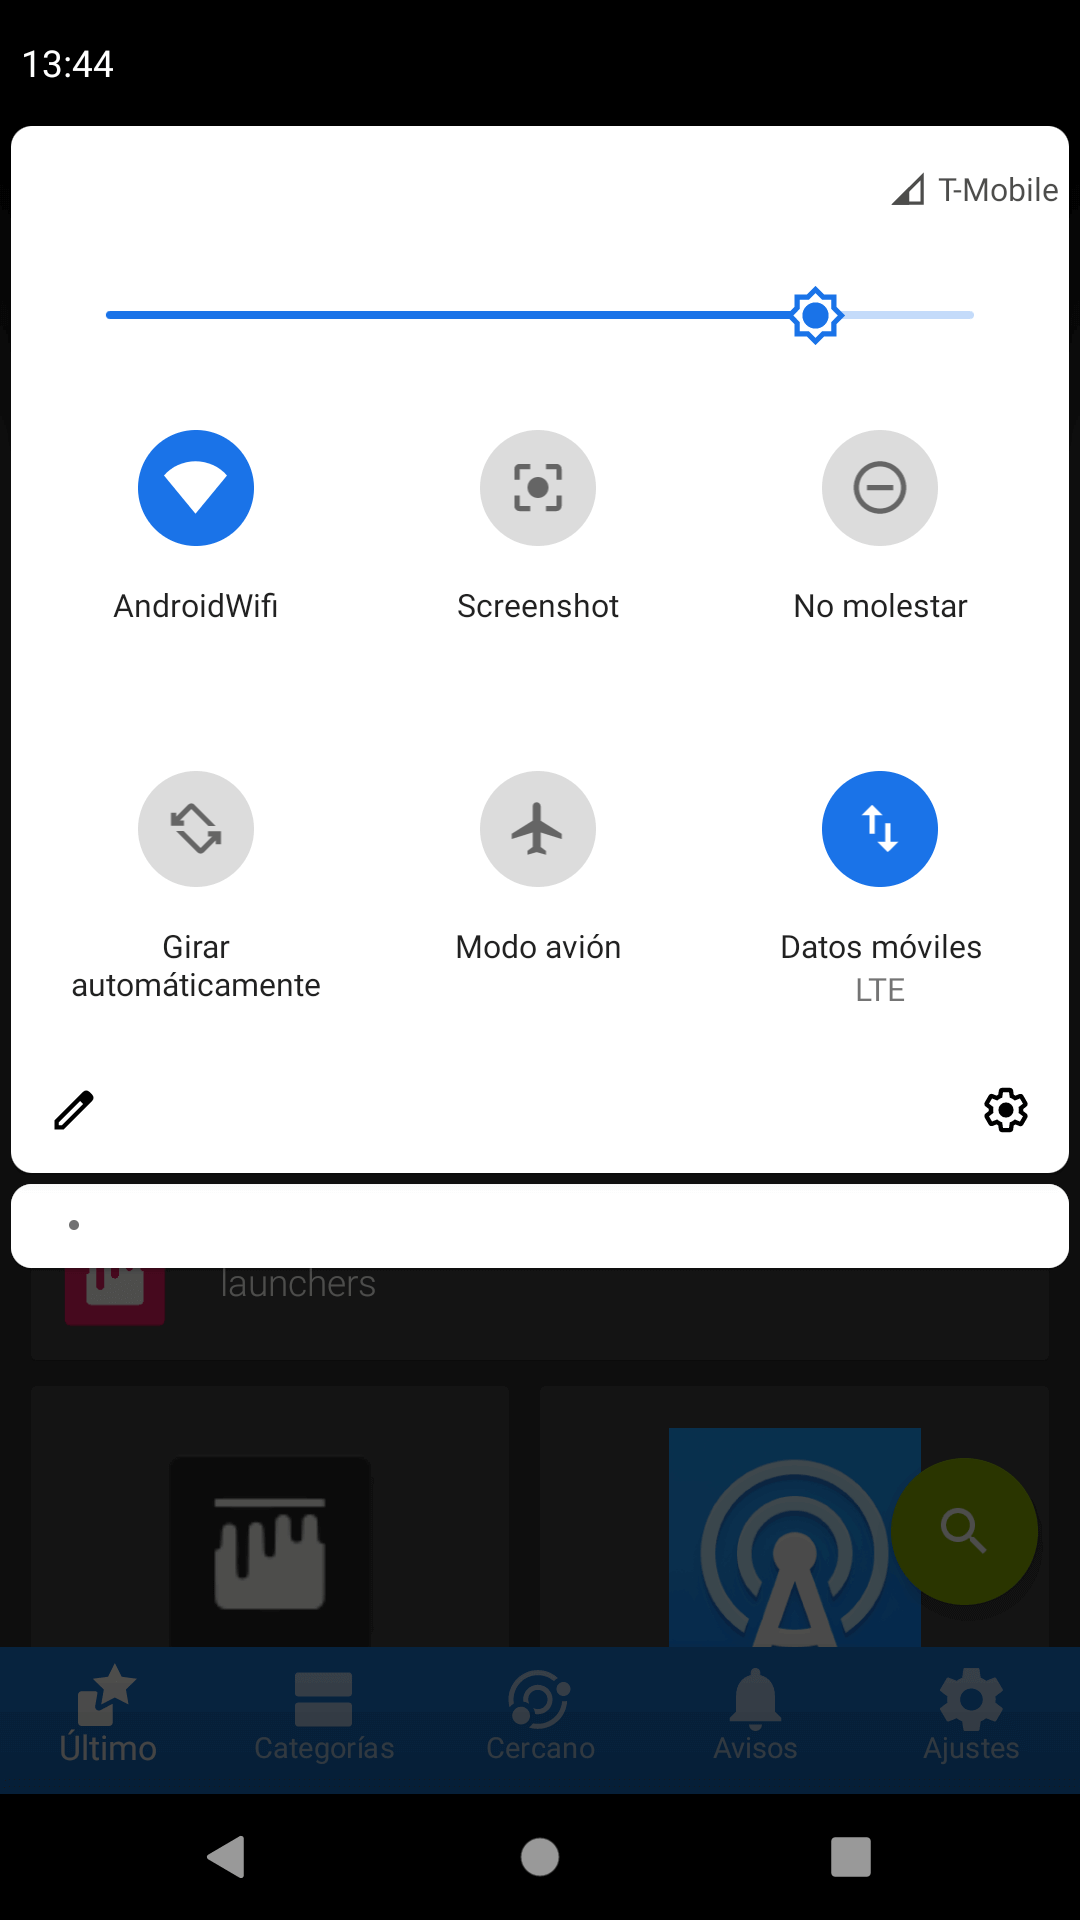 13:44
T-Mobile
AndroidWifi
Screenshot
No molestar
Girar
automáticamente
Modo avión
Datos móviles
LTE
launchers
Último
Categorías
Cercano
Avisos
Ajustes